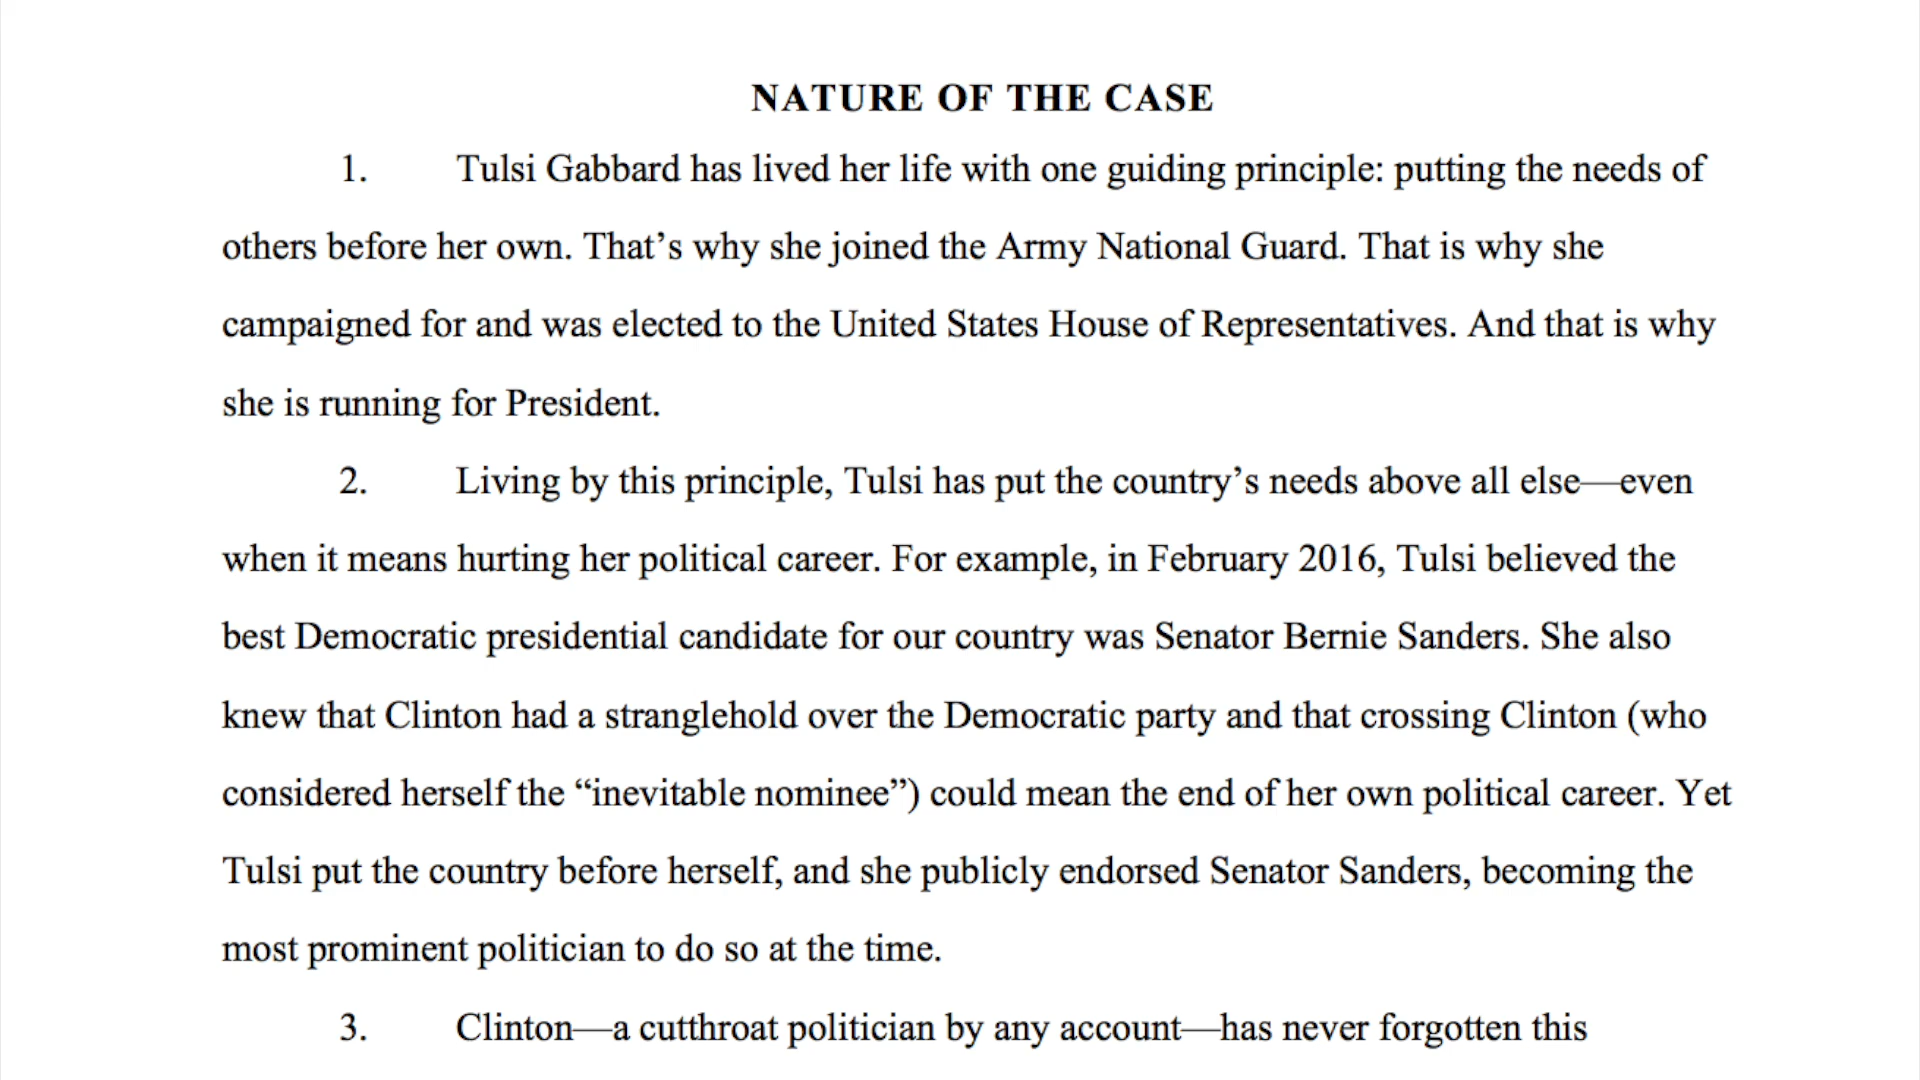 NATURE OF THE CASE
1. Tulsi Gabbard has lived her life with one guiding principle: putting the needs of
others before her own. That’s why she joined the Army National Guard. That is why she
campaigned for and was elected to the United States House of Representatives. And that is why
she is running for President.
2. Living by this principle, Tulsi has put the country’s needs above all else—even
when it means hurting her political career. For example, in February 2016, Tulsi believed the
best Democratic presidential candidate for our country was Senator Bernie Sanders. She also
knew that Clinton had a stranglehold over the Democratic party and that crossing Clinton (who
considered herself the “inevitable nominee”) could mean the end of her own political career. Yet
Tulsi put the country before herself, and she publicly endorsed Senator Sanders, becoming the
most prominent politician to do so at the time.
3. Clinton—a cutthroat politician by any account—has never forgotten this